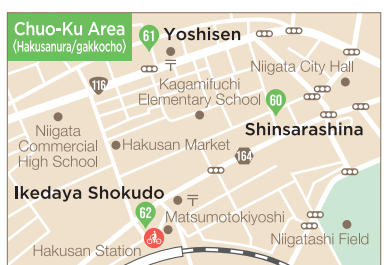 Chuo-Ku Area
〈Hakusanura/gakkocho〉
61
Yoshisen
〒
116
Kagamifuchi
Elementary School
Niigata City Hall
60
Shinsarashina
Niigata
Commercial
High School
Hakusan Market
164
Ikedaya Shokudo
〒
62
Matsumotokiyoshi
Hakusan Station
Niigatashi Field